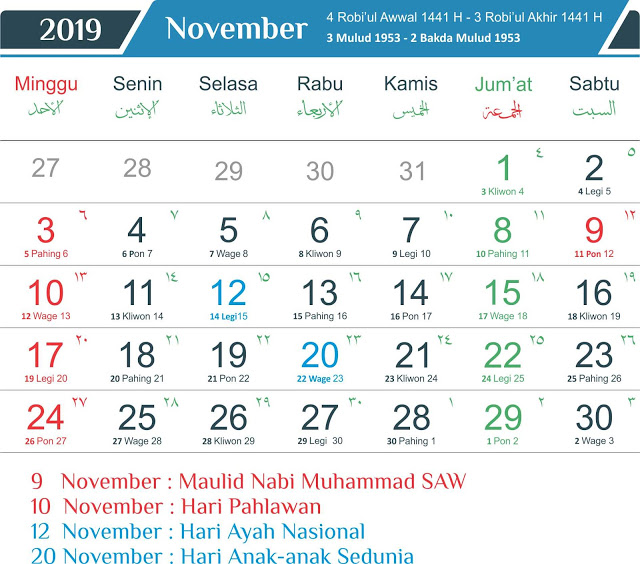 2019 November 4 Robi'ul Awwal 1441 H - 3 Robi'ul Akhir 1441 H
3 Mulud 1953 - 2 Bakda Mulud 1953
Minggu Senin Selasa Rabu Kamis Jum'at Sabtu
الأحد الإثنين الثلاثاء الأربعاء الخميس الجمعة السبت
٤ ٥
27 28 29 30 31 1 2
3 Kliwon 4 4 Legi 5
٦ ٧ ٨ ٩ ١٠ ١١ ١٢
3 4 5 6 7 8 9
5 Pahing 6 6 Pon 7 7 Wage 8 8 Kliwon 9 9 Legi 10 10 Pahing 11 11 Pon 12
١٣ ١٤ ١٥ ١٦ ١٧ ١٨ ١٩
10 11 12 13 14 15 16
12 Wage 13 13 Kliwon 14 14 Legi15 15 Pahing 16 16 Pon 17 17 Wage 18 18 Kliwon 19
٢٠ ٢١ ٢٢ ٢٣ ٢٤ ٢٥ ٢٦
17 18 19 20 21 22 23
19 Legi 20 20 Pahing 21 21 Pon 22 22 Wage 23 23 Kliwon 24 24 Legi 25 25 Pahing 26
٢٧ ٢٨ ٢٩ ٣٠ ١ ٢ ٣
24 25 26 27 28 29 30
26 Pon 27 27 Wage 28 28 Kliwon 29 29 Legi 30 30 Pahing 1 1 Pon 2 2 Wage 3
9 November : Maulid Nabi Muhammad SAW
10 November : Hari Pahlawan
12 November : Hari Ayah Nasional
20 November : Hari Anak-anak Sedunia